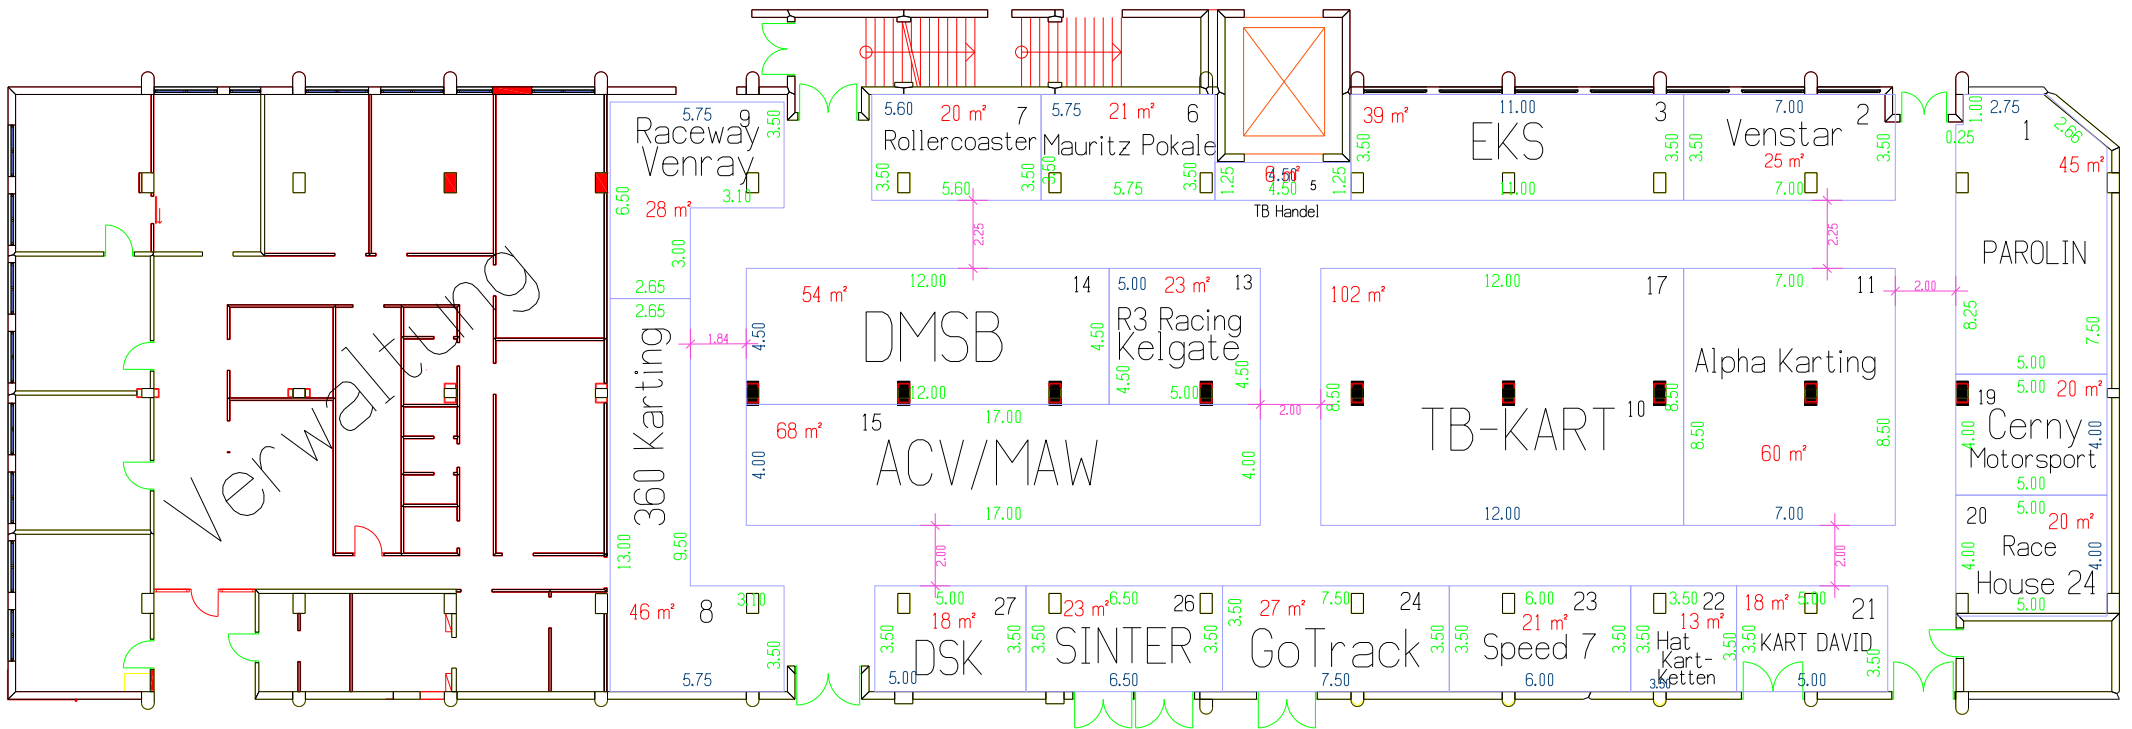 5.75
9
3.50
Raceway
Venray
3.10
6.50
28 m²
3.00
2.65
5.60
20 m²
7
Rollercoaster
3.50
5.60
3.50
5.75
21 m²
6
Mauritz Pokale
3.50
5.75
3.50
1.25
4.50
4.50
5
1.25
TB Handel
39 m²
11.00
3
EKS
3.50
3.50
11.00
7.00
2
Venstar
25 m²
3.50
3.50
7.00
1.00
2.75
0.25
1
2.66
45 m²
PAROLIN
8.25
7.50
5.00
2.25
2.25
2.00
Verwaltung
2.65
360 Karting
13.00
9.50
46 m²
8
3.10
3.50
5.75
1.84
54 m²
12.00
14
DMSB
4.50
4.50
12.00
5.00
23 m²
13
R3 Racing
Kelgate
4.50
4.50
5.00
17.00
68 m²
15
ACV/MAW
4.00
4.00
17.00
2.00
102 m²
12.00
17
TB-KART
10
8.50
8.50
12.00
7.00
11
Alpha Karting
60 m²
8.50
8.50
7.00
5.00
20 m²
19
Cerny
Motorsport
4.00
4.00
5.00
5.00
20
20 m²
Race
House 24
4.00
4.00
5.00
2.00
2.00
5.00
27
18 m²
DSK
3.50
3.50
5.00
23 m²
6.50
26
SINTER
3.50
3.50
6.50
27 m²
7.50
24
GoTrack
3.50
3.50
7.50
6.00
23
21 m²
Speed 7
3.50
3.50
6.00
3.50
22
13 m²
Hat
Kart-
Ketten
3.50
3.50
3.50
18 m²
5.00
21
KART DAVID
3.50
3.50
5.00